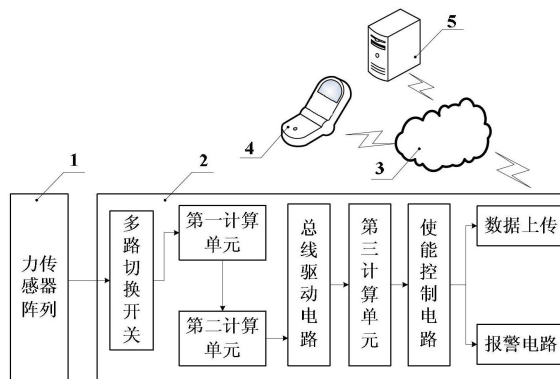 5
4
3
1
2
力传
感器
阵列
多
路
切
换
开
关
第一计算
单元
第二计算
单元
总
线
驱
动
电
路
第
三
计
算
单
元
使
能
控
制
电
路
数据上传
报警电路